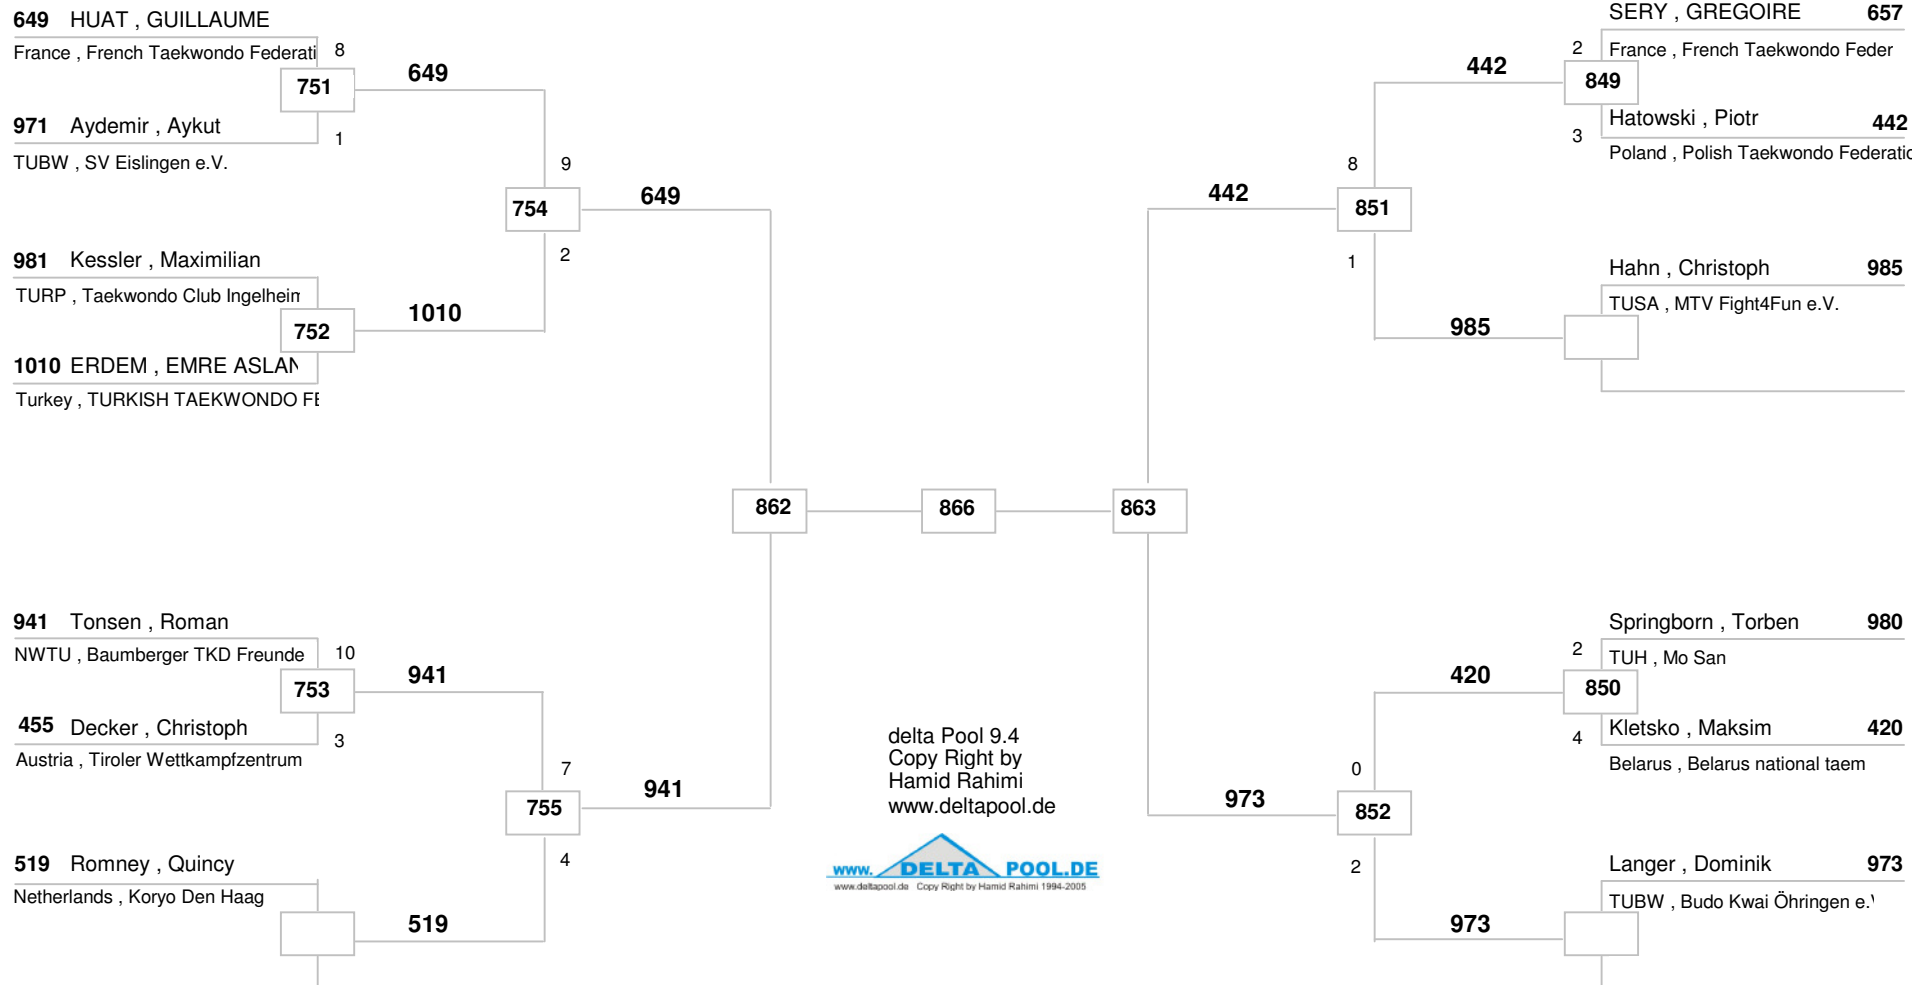 649 HUAT , GUILLAUME
France , French Taekwondo Federati
8
751
649
971 Aydemir , Aykut
1
TUBW , SV Eislingen e.V.
9
754
649
2
981 Kessler , Maximilian
TURP , Taekwondo Club Ingelheim
752
1010
1010 ERDEM , EMRE ASLAN
Turkey , TURKISH TAEKWONDO FE
862
866
863
941 Tonsen , Roman
NWTU , Baumberger TKD Freunde
10
753
941
455 Decker , Christoph
3
Austria , Tiroler Wettkampfzentrum
7
755
941
4
519 Romney , Quincy
Netherlands , Koryo Den Haag
519
SERY , GREGOIRE 657
2
France , French Taekwondo Feder
442
849
Hatowski , Piotr 442
3
Poland , Polish Taekwondo Federatio
8
442
851
1
Hahn , Christoph 985
TUSA , MTV Fight4Fun e.V.
985
Springborn , Torben 980
2
TUH , Mo San
420
850
Kletsko , Maksim 420
4
Belarus , Belarus national taem
0
973
852
2
Langer , Dominik 973
TUBW , Budo Kwai Öhringen e.V
973
delta Pool 9.4
Copy Right by
Hamid Rahimi
www.deltapool.de
www. DELTA POOL.DE
www.deltapool.de Copy Right by Hamid Rahimi 1994-2005